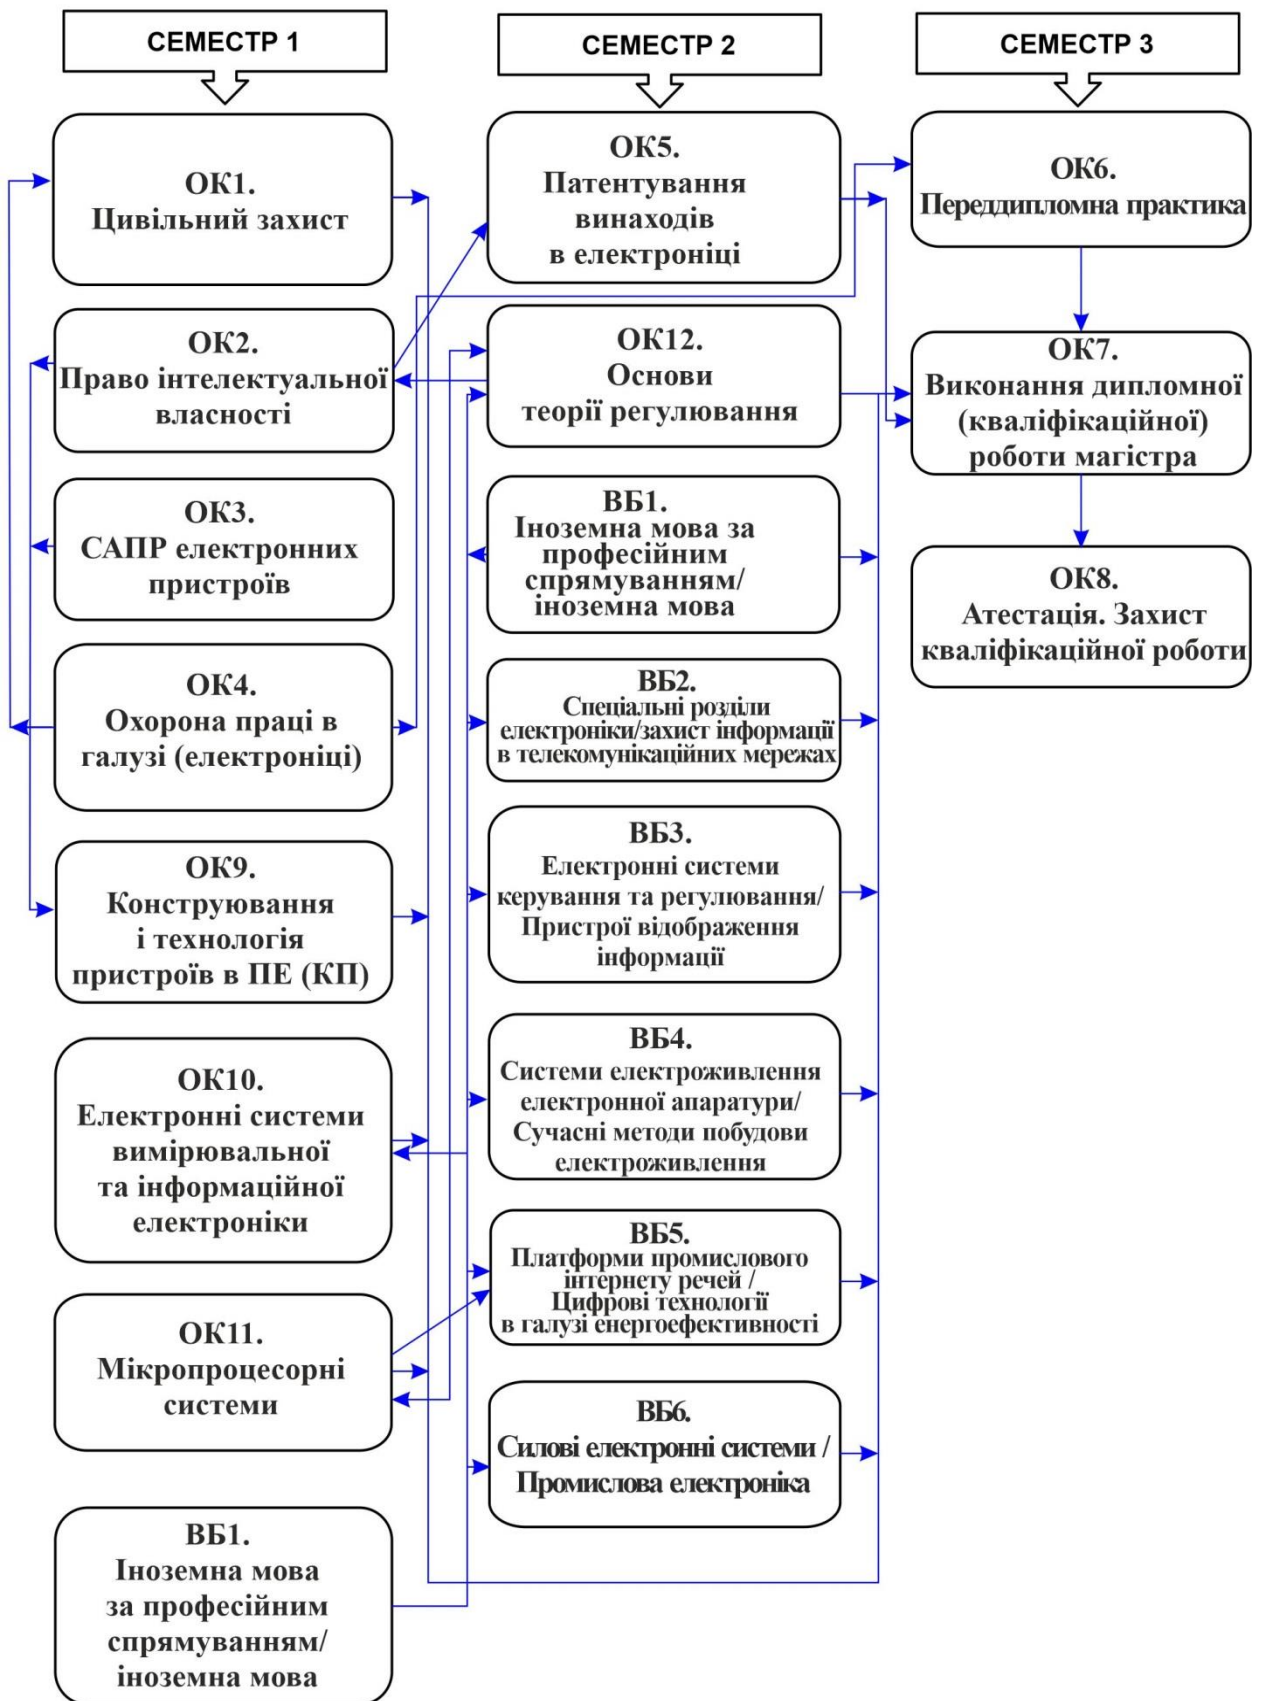 СЕМЕСТР 1
ОК1.
Цивільний захист
ОК2.
Право інтелектуальної
власності
ОК3.
САПР електронних
пристроїв
ОК4.
Охорона праці в
галузі (електроніці)
ОК9.
Конструювання
і технологія
пристроїв в ПЕ (КП)
ОК10.
Електронні системи
вимірювальної
та інформаційної
електроніки
ОК11.
Мікропроцесорні
системи
ВБ1.
Іноземна мова
за професійним
спрямуванням/
іноземна мова
СЕМЕСТР 2
ОК5.
Патентування
винаходів
в електроніці
ОК12.
Основи
теорії регулювання
ВБ1.
Іноземна мова за
професійним
спрямуванням/
іноземна мова
ВБ2.
Спеціальні розділи
електроніки/захист інформації
в телекомунікаційних мережах
ВБ3.
Електронні системи
керування та регулювання/
Пристрої відображення
інформації
ВБ4.
Системи електроживлення
електронної апаратури/
Сучасні методи побудови
електроживлення
ВБ5.
Платформи промислового
інтернету речей /
Цифрові технології
в галузі енергоефективності
ВБ6.
Силові електронні системи /
Промислова електроніка
СЕМЕСТР 3
ОК6.
Переддипломна практика
ОК7.
Виконання дипломної
(кваліфікаційної)
роботи магістра
ОК8.
Атестація. Захист
кваліфікаційної роботи